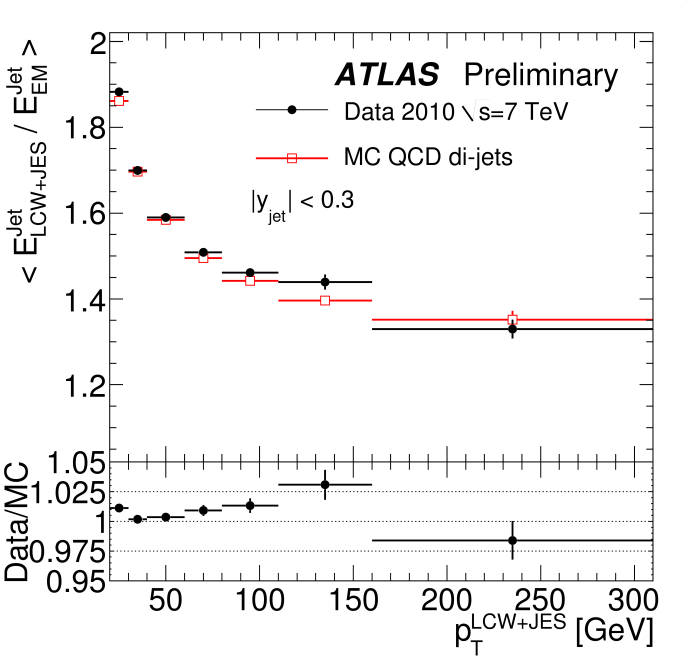 < E^Jet_LCW+JES / E^Jet_EM >
2
1.8
1.6
1.4
1.2
ATLAS Preliminary
Data 2010 \s=7 TeV
MC QCD di-jets
|y_jet| < 0.3
Data/MC
1.05
1.025
1
0.975
0.95
50 100 150 200 250 300
p_T^LCW+JES [GeV]